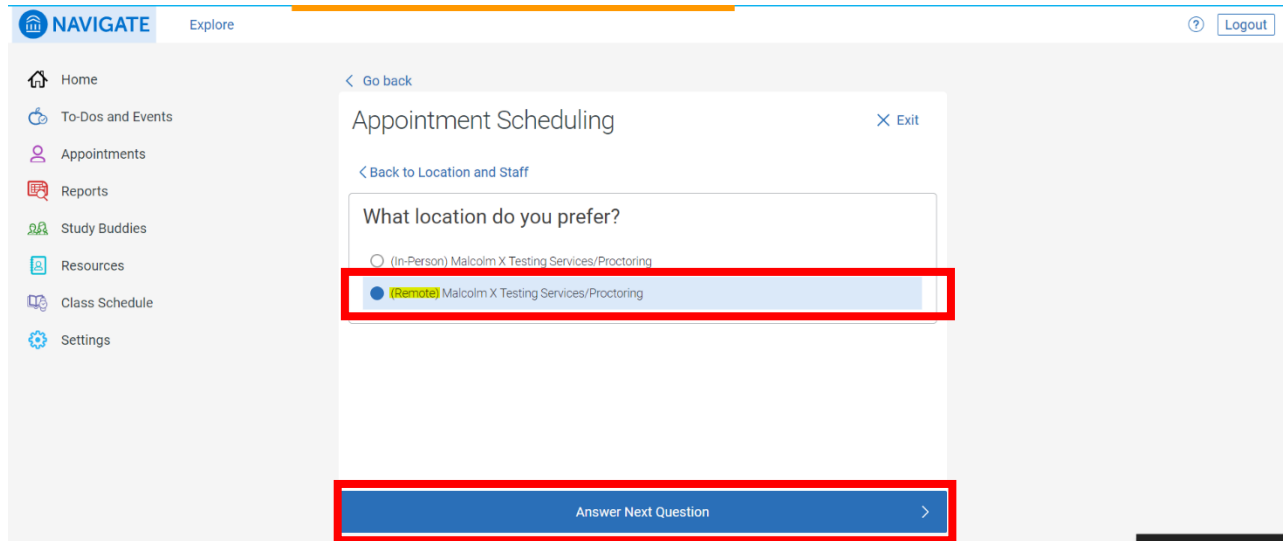 NAVIGATE Explore Logout
Home
To-Dos and Events
Appointments
Reports
Study Buddies
Resources
Class Schedule
Settings
Go back
Appointment Scheduling
Exit
Back to Location and Staff
What location do you prefer?
(In-Person) Malcolm X Testing Services/Proctoring
(Remote) Malcolm X Testing Services/Proctoring
Answer Next Question